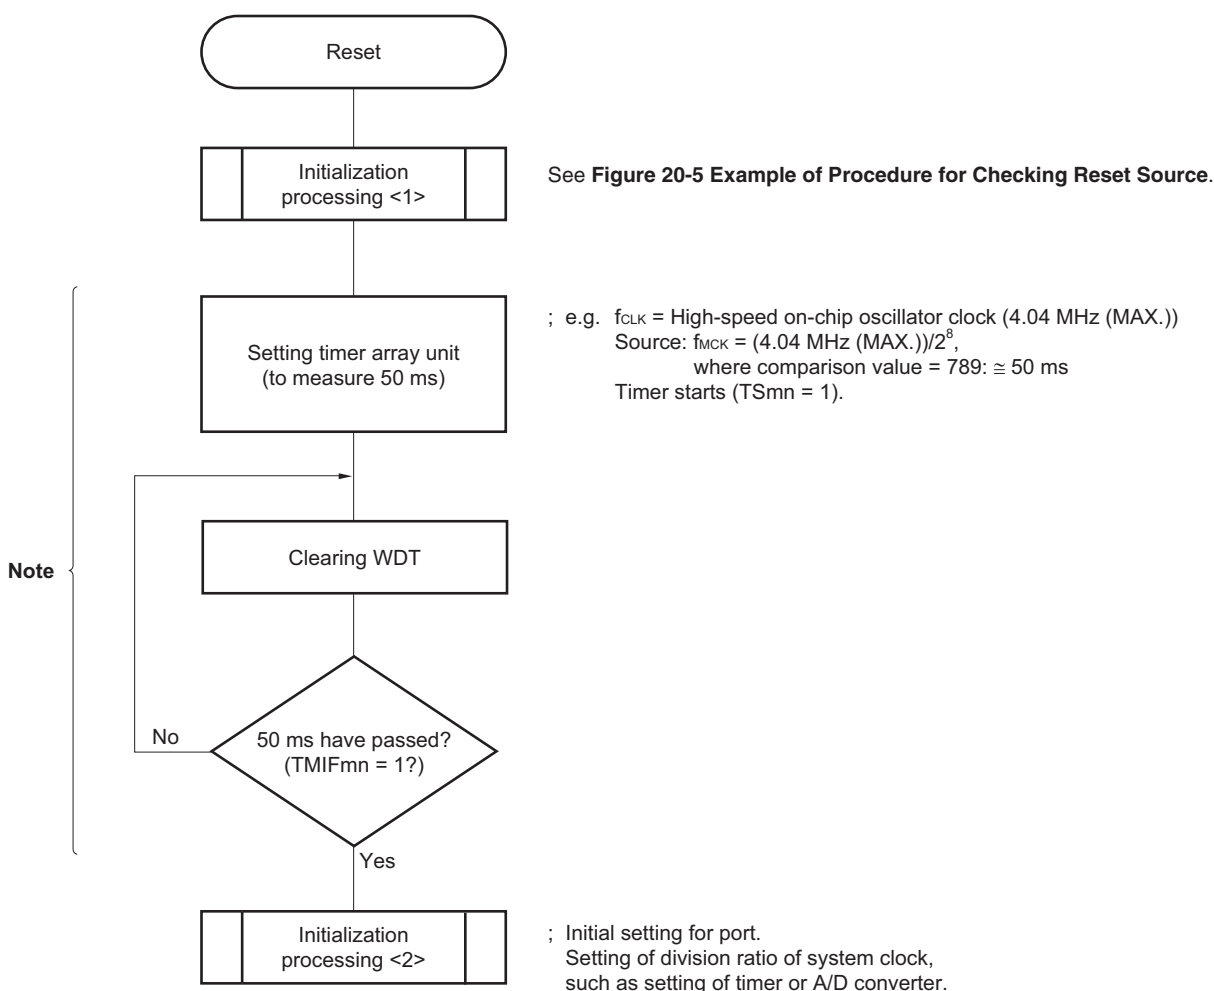 Reset
Initialization
processing <1>
See Figure 20-5 Example of Procedure for Checking Reset Source.
Setting timer array unit
(to measure 50 ms)
; e.g. fCLK = High-speed on-chip oscillator clock (4.04 MHz (MAX.))
Source: fMCK = (4.04 MHz (MAX.))/2⁸,
where comparison value = 789: ≅ 50 ms
Timer starts (TSmn = 1).
Note
Clearing WDT
No
50 ms have passed?
(TMIFmn = 1?)
Yes
Initialization
processing <2>
; Initial setting for port.
Setting of division ratio of system clock,
such as setting of timer or A/D converter.